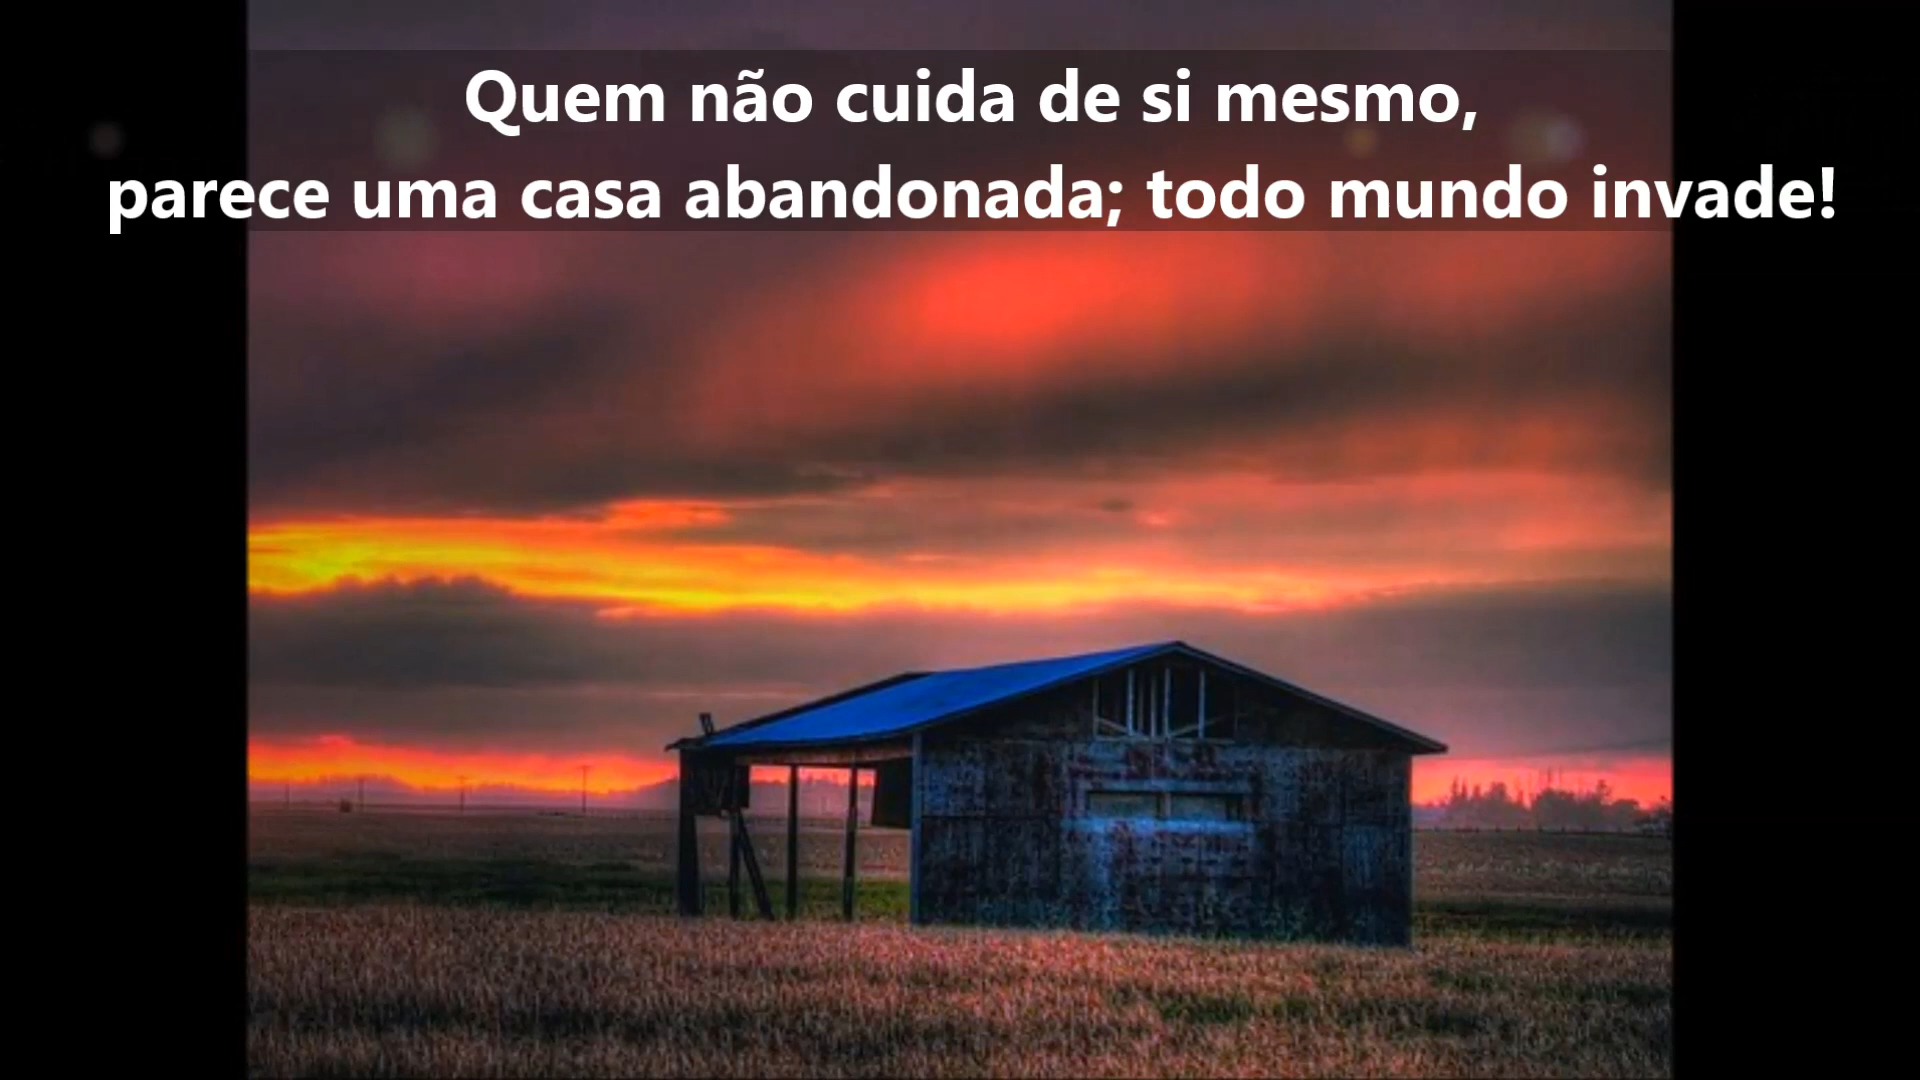 Quem não cuida de si mesmo,
parece uma casa abandonada; todo mundo invade!